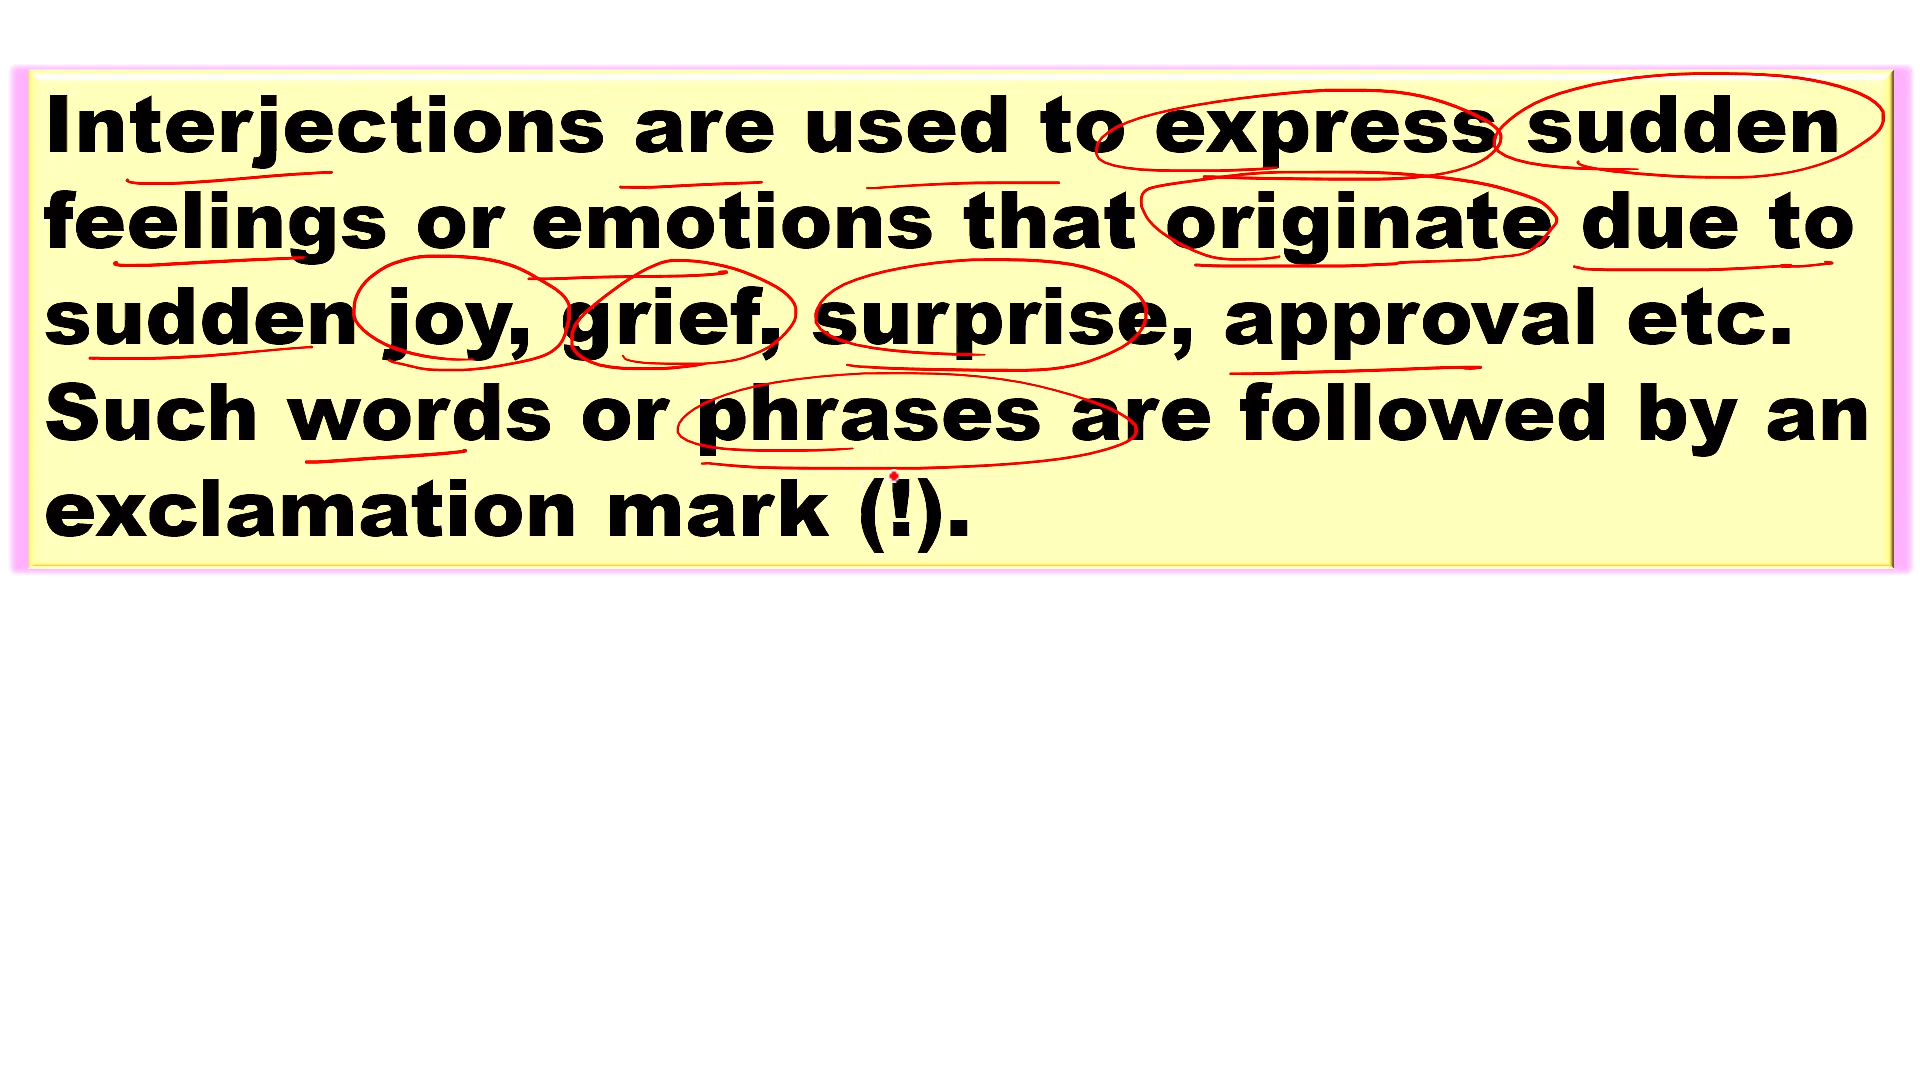 Interjections are used to express sudden
feelings or emotions that originate due to
sudden joy, grief, surprise, approval etc.
Such words or phrases are followed by an
exclamation mark (!).